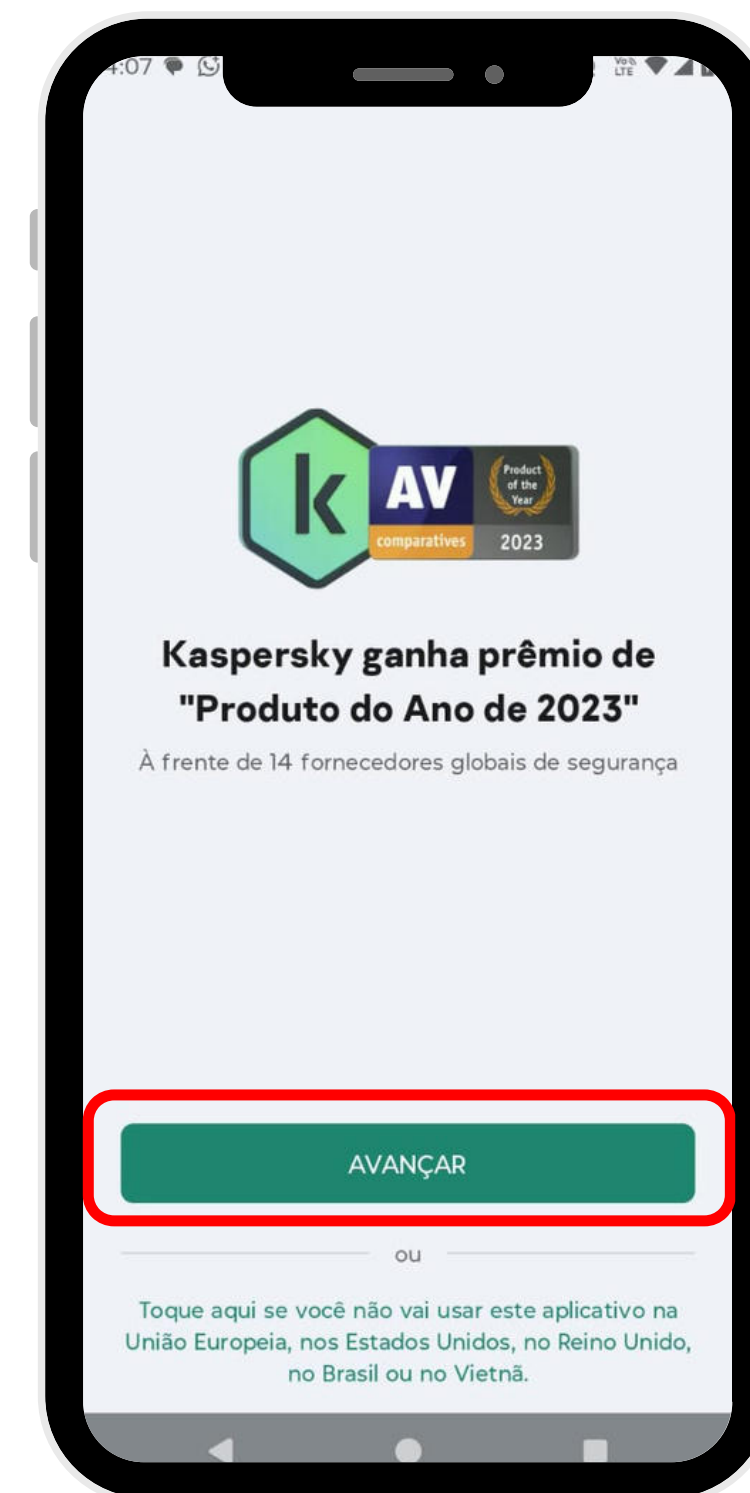 4:07
Vo
LTE
k
AV
comparatives
Product
of the
Year
2023
Kaspersky ganha prêmio de
"Produto do Ano de 2023"
À frente de 14 fornecedores globais de segurança
AVANÇAR
ou
Toque aqui se você não vai usar este aplicativo na
União Europeia, nos Estados Unidos, no Reino Unido,
no Brasil ou no Vietnã.